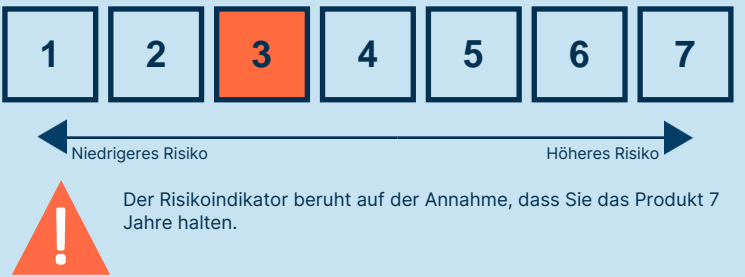 1 2 3 4 5 6 7
Niedrigeres Risiko Höheres Risiko
Der Risikoindikator beruht auf der Annahme, dass Sie das Produkt 7
Jahre halten.
!